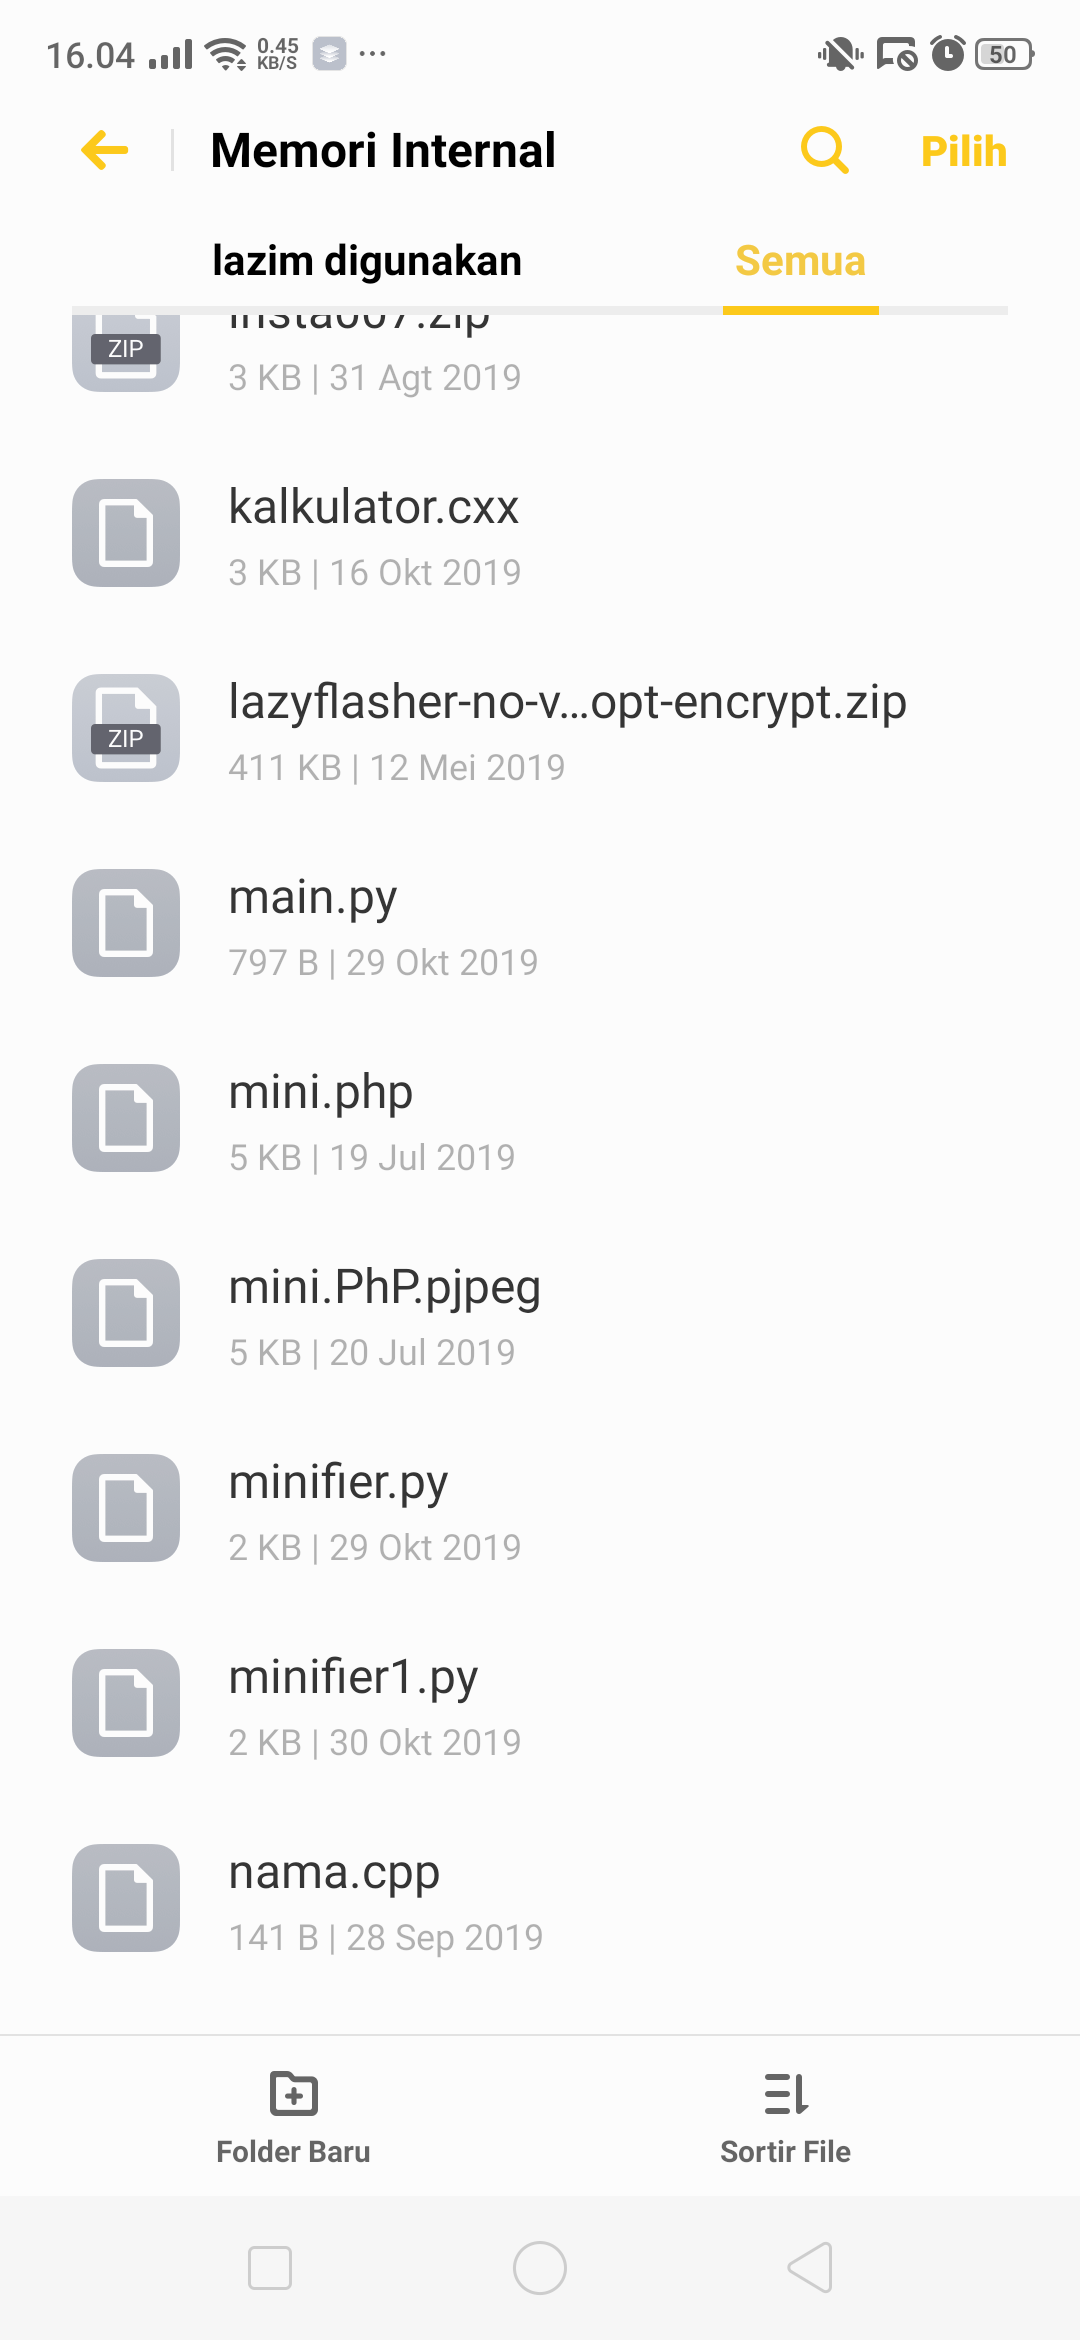 16.04
0.45
KB/S
50
Memori Internal
Pilih
lazim digunakan
Semua
insta007.zip
ZIP
3 KB | 31 Agt 2019
kalkulator.cxx
3 KB | 16 Okt 2019
lazyflasher-no-v...opt-encrypt.zip
ZIP
411 KB | 12 Mei 2019
main.py
797 B | 29 Okt 2019
mini.php
5 KB | 19 Jul 2019
mini.PhP.pjpeg
5 KB | 20 Jul 2019
minifier.py
2 KB | 29 Okt 2019
minifier1.py
2 KB | 30 Okt 2019
nama.cpp
141 B | 28 Sep 2019
Folder Baru
Sortir File